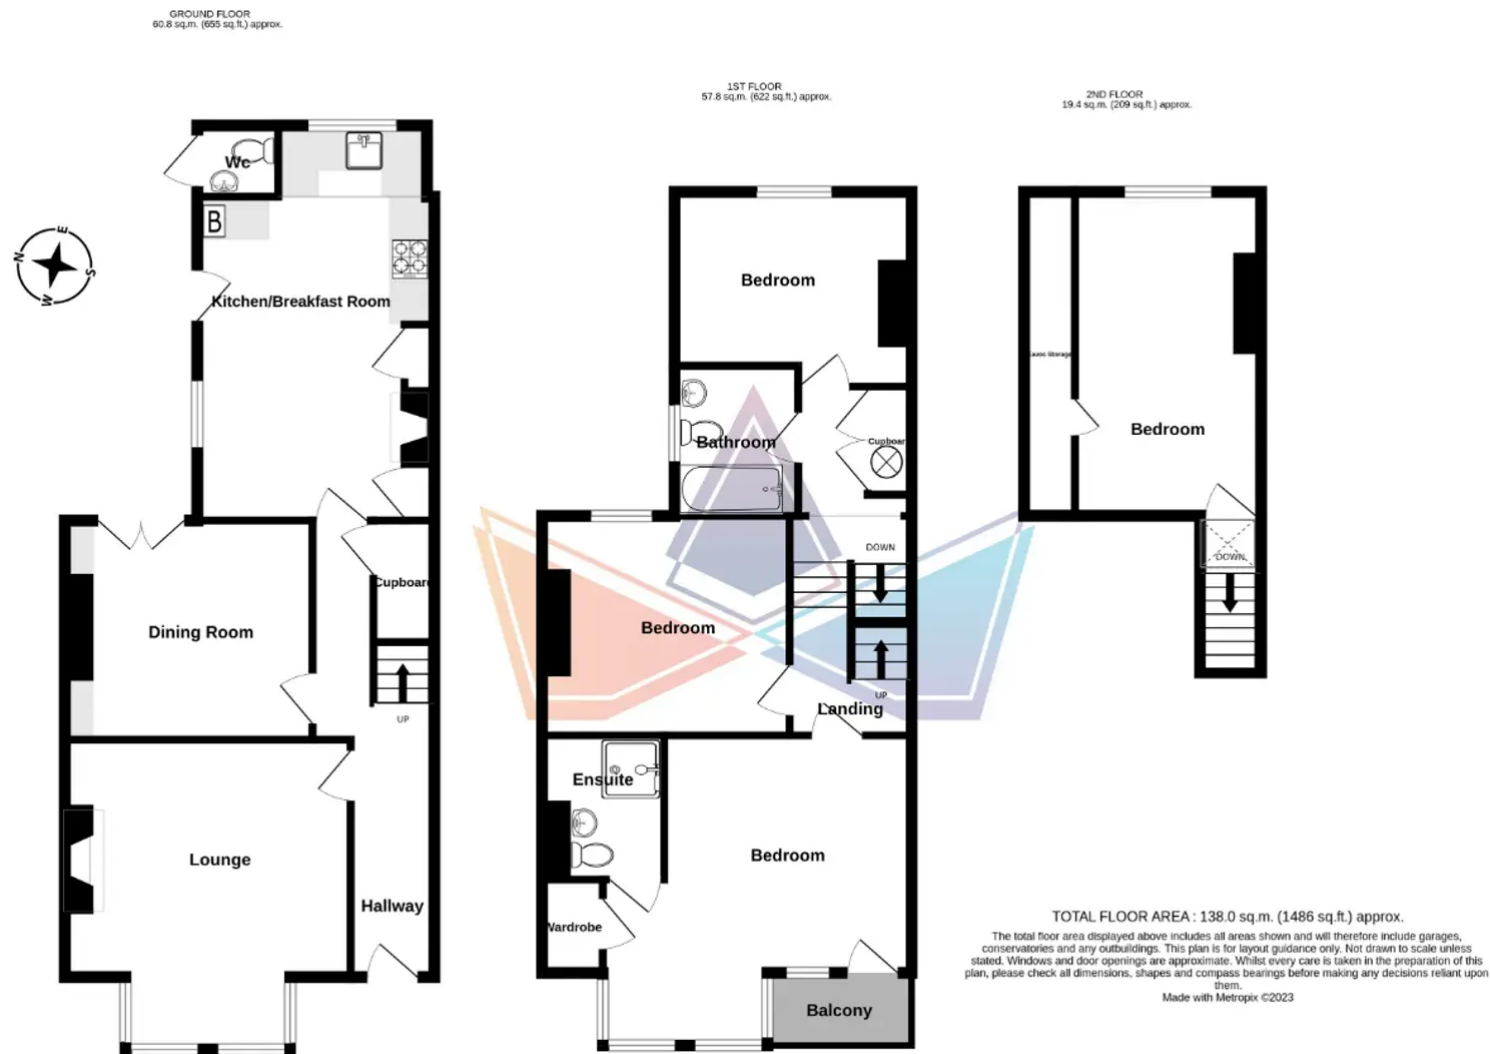 GROUND FLOOR
60.8 sq.m. (655 sq.ft.) approx.
1ST FLOOR
57.8 sq.m. (622 sq.ft.) approx.
2ND FLOOR
19.4 sq.m. (209 sq.ft.) approx.
Wc
B
N
E
S
W
Kitchen/Breakfast Room
Cupboard
Dining Room
UP
Lounge
Hallway
Bedroom
Bathroom
Cupboar
DOWN
Bedroom
UP
Landing
Ensuite
Bedroom
Wardrobe
Balcony
aves Storage
Bedroom
DOWN
TOTAL FLOOR AREA : 138.0 sq.m. (1486 sq.ft.) approx.
The total floor area displayed above includes all areas shown and will therefore include garages,
conservatories and any outbuildings. This plan is for layout guidance only. Not drawn to scale unless
stated. Windows and door openings are approximate. Whilst every care is taken in the preparation of this
plan, please check all dimensions, shapes and compass bearings before making any decisions reliant upon
them.
Made with Metropix ©2023